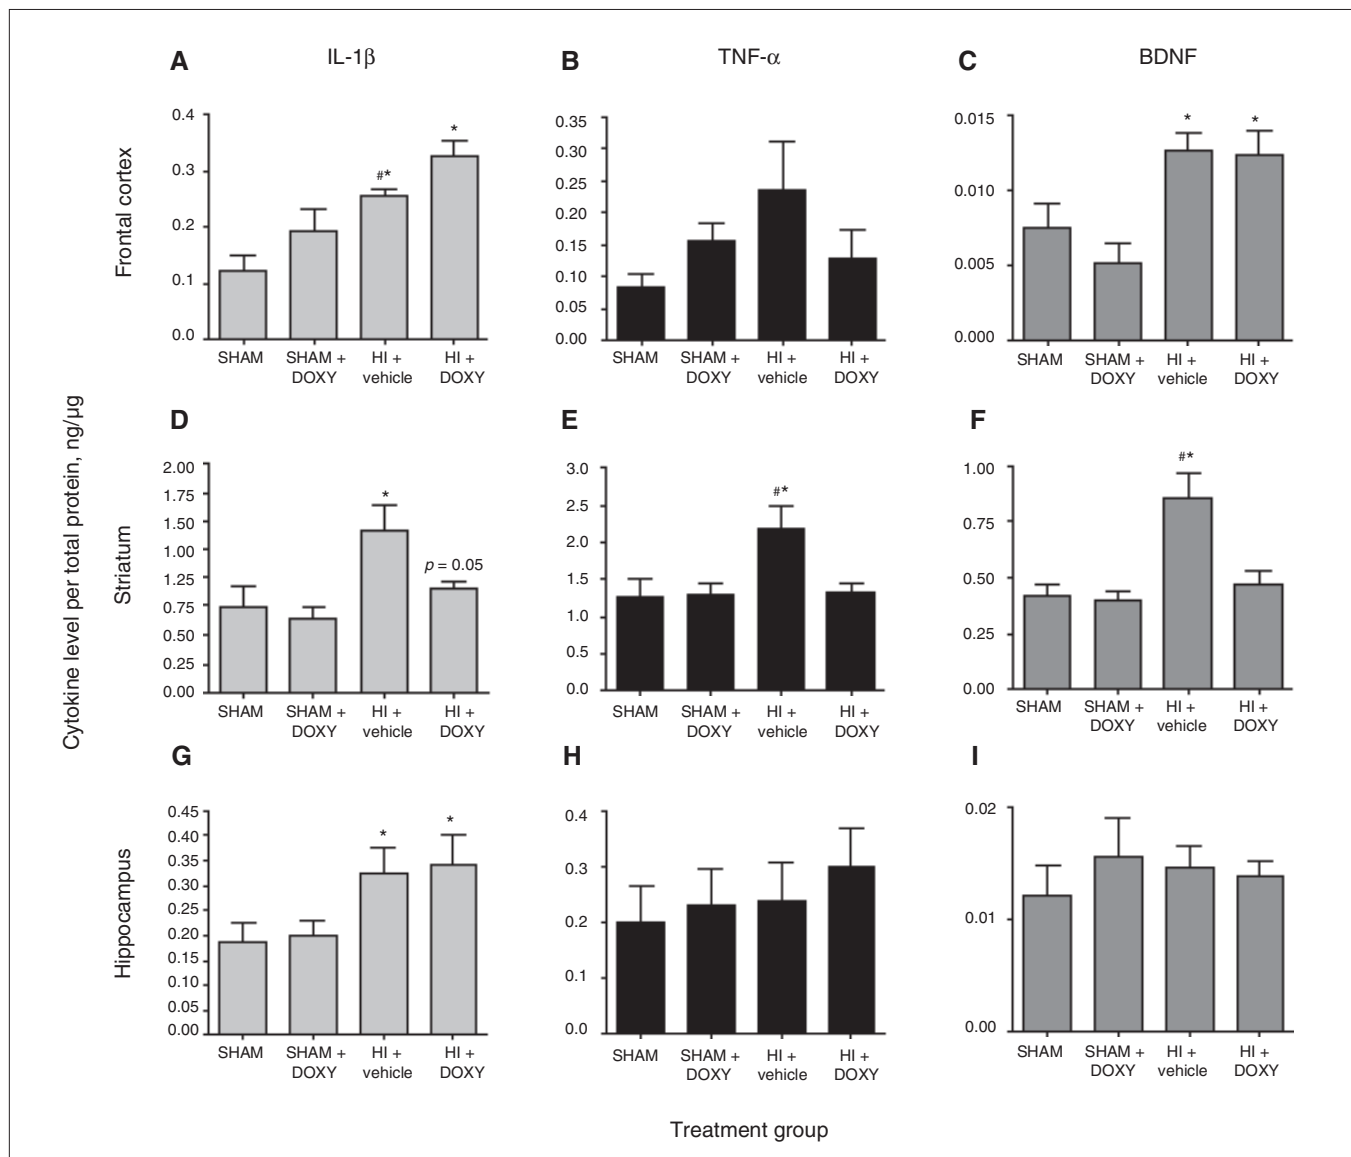 A
IL-1β
B
TNF-α
C
BDNF
Cytokine level per total protein, ng/µg
Frontal cortex
0.4
0.3
0.2
0.1
0.0
#*
*
SHAM
SHAM +
DOXY
HI +
vehicle
HI +
DOXY
0.35
0.30
0.25
0.20
0.15
0.10
0.05
0.00
SHAM
SHAM +
DOXY
HI +
vehicle
HI +
DOXY
0.015
0.010
0.005
0.000
*
*
SHAM
SHAM +
DOXY
HI +
vehicle
HI +
DOXY
D
E
F
Striatum
2.00
1.75
1.50
1.00
1.25
0.75
0.50
0.25
0.00
*
p = 0.05
SHAM
SHAM +
DOXY
HI +
vehicle
HI +
DOXY
3.0
2.5
2.0
1.5
1.0
0.5
0.0
#*
SHAM
SHAM +
DOXY
HI +
vehicle
HI +
DOXY
1.00
0.75
0.50
0.25
0.00
#*
SHAM
SHAM +
DOXY
HI +
vehicle
HI +
DOXY
G
H
I
Hippocampus
0.45
0.40
0.35
0.30
0.25
0.20
0.15
0.10
0.05
0.00
*
*
SHAM
SHAM +
DOXY
HI +
vehicle
HI +
DOXY
0.4
0.3
0.2
0.1
0.0
SHAM
SHAM +
DOXY
HI +
vehicle
HI +
DOXY
0.02
0.01
0.00
SHAM
SHAM +
DOXY
HI +
vehicle
HI +
DOXY
Treatment group